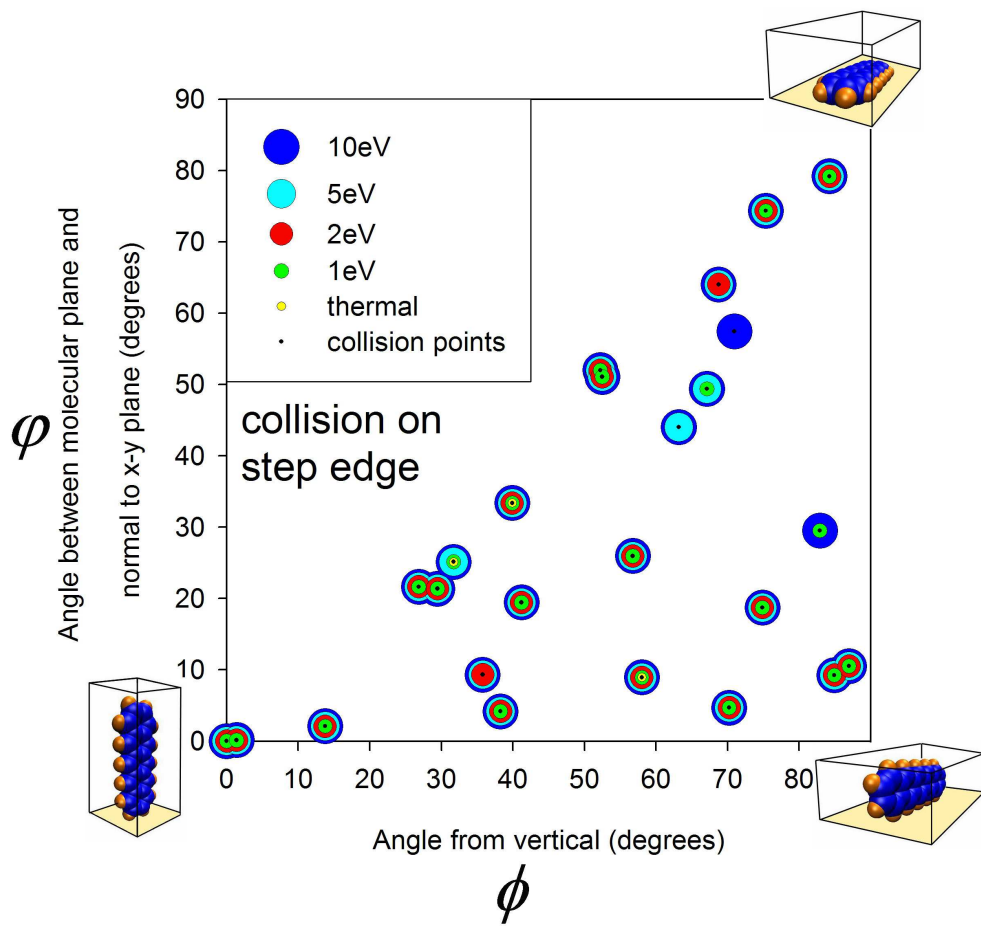 90
80
70
60
50
40
30
20
10
0
10eV
5eV
2eV
1eV
thermal
collision points
collision on
step edge
φ
Angle between molecular plane and
normal to x-y plane (degrees)
0 10 20 30 40 50 60 70 80
Angle from vertical (degrees)
ϕ